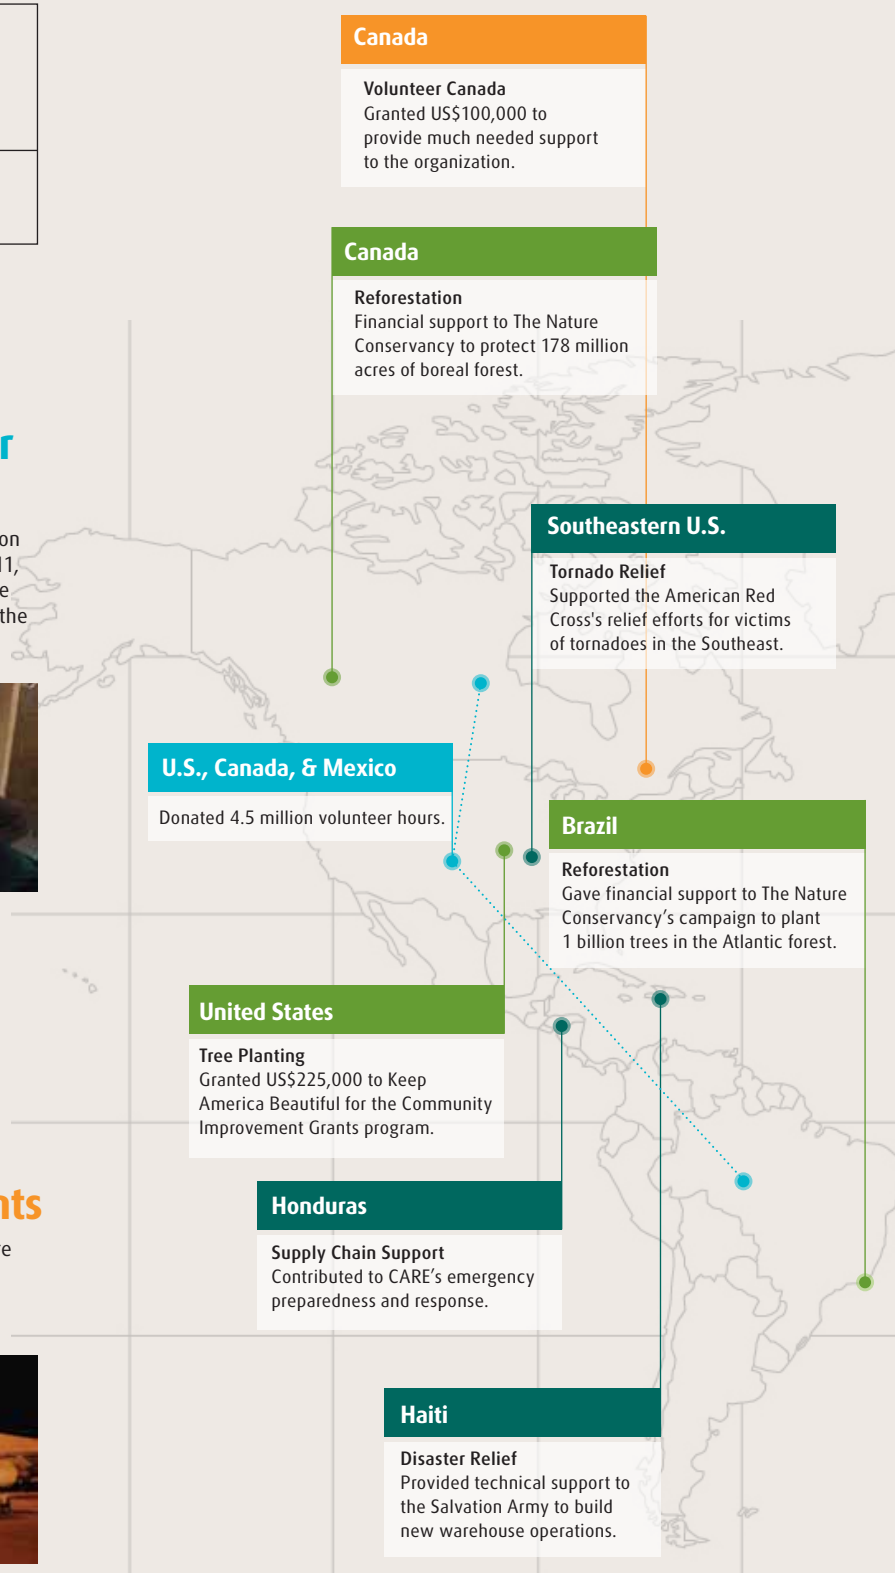 Canada
Volunteer Canada
Granted US$100,000 to
provide much needed support
to the organization.
Canada
Reforestation
Financial support to The Nature
Conservancy to protect 178 million
acres of boreal forest.
r
on
11,
e
the
Southeastern U.S.
Tornado Relief
Supported the American Red
Cross's relief efforts for victims
of tornadoes in the Southeast.
U.S., Canada, & Mexico
Donated 4.5 million volunteer hours.
Brazil
Reforestation
Gave financial support to The Nature
Conservancy’s campaign to plant
1 billion trees in the Atlantic forest.
United States
Tree Planting
Granted US$225,000 to Keep
America Beautiful for the Community
Improvement Grants program.
nts
e
Honduras
Supply Chain Support
Contributed to CARE’s emergency
preparedness and response.
Haiti
Disaster Relief
Provided technical support to
the Salvation Army to build
new warehouse operations.